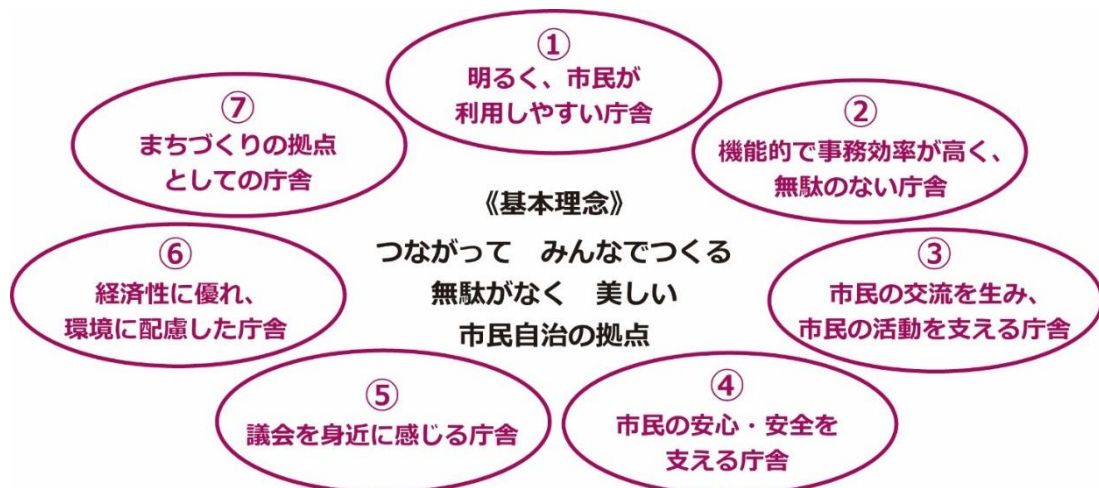 ①
明るく、市民が
利用しやすい庁舎
②
機能的で事務効率が高く、
無駄のない庁舎
③
市民の交流を生み、
市民の活動を支える庁舎
④
市民の安心・安全を
支える庁舎
⑤
議会を身近に感じる庁舎
⑥
経済性に優れ、
環境に配慮した庁舎
⑦
まちづくりの拠点
としての庁舎
《基本理念》
つながって　みんなでつくる
無駄がなく　美しい
市民自治の拠点